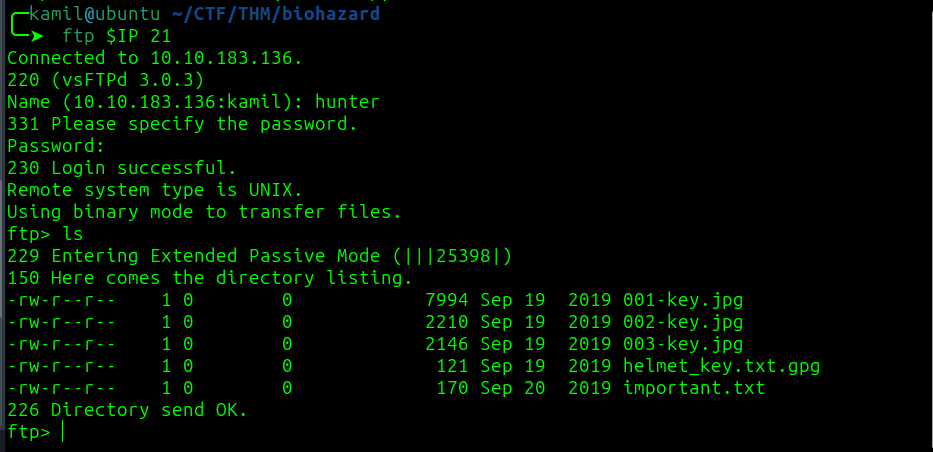 kamil@ubuntu ~/CTF/THM/biohazard
ftp $IP 21
Connected to 10.10.183.136.
220 (vsFTPd 3.0.3)
Name (10.10.183.136:kamil): hunter
331 Please specify the password.
Password:
230 Login successful.
Remote system type is UNIX.
Using binary mode to transfer files.
ftp> ls
229 Entering Extended Passive Mode (|||25398|)
150 Here comes the directory listing.
-rw-r--r--    1 0        0            7994 Sep 19  2019 001-key.jpg
-rw-r--r--    1 0        0            2210 Sep 19  2019 002-key.jpg
-rw-r--r--    1 0        0            2146 Sep 19  2019 003-key.jpg
-rw-r--r--    1 0        0             121 Sep 19  2019 helmet_key.txt.gpg
-rw-r--r--    1 0        0             170 Sep 20  2019 important.txt
226 Directory send OK.
ftp>